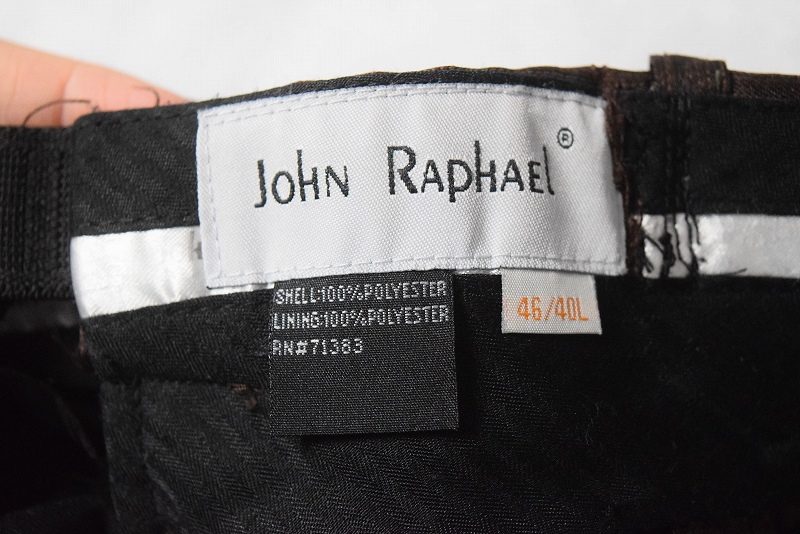 JOHN RAPHAEL®
SHELL:100%POLYESTER
LINING:100%POLYESTER
RN#71383
46/40L